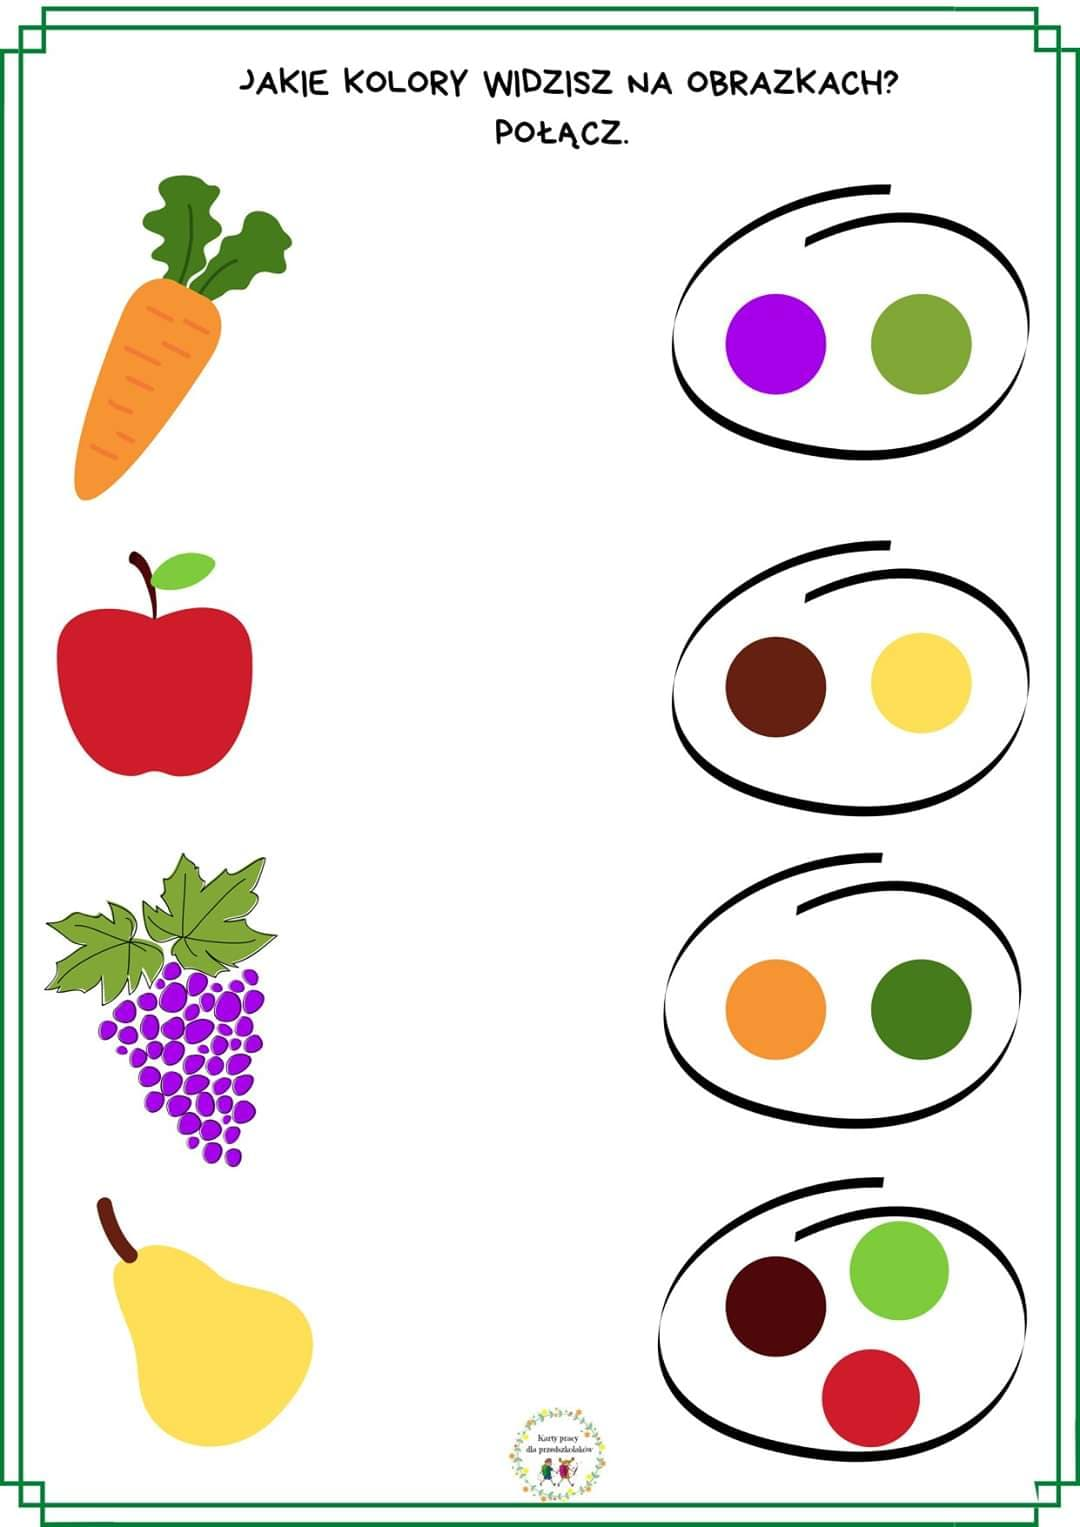 JAKIE KOLORY WIDZISZ NA OBRAZKACH?
POŁĄCZ.
Karty pracy
dla przedszkolaków